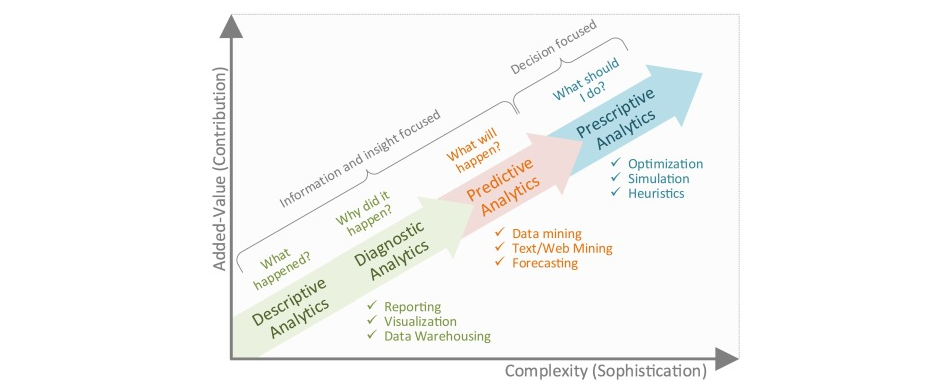 Added-Value (Contribution)
Complexity (Sophistication)
Information and insight focused
Decision focused
What
happened?
Why did it
happen?
What will
happen?
What should
I do?
Descriptive
Analytics
Diagnostic
Analytics
Predictive
Analytics
Prescriptive
Analytics
✓ Reporting
✓ Visualization
✓ Data Warehousing
✓ Data mining
✓ Text/Web Mining
✓ Forecasting
✓ Optimization
✓ Simulation
✓ Heuristics